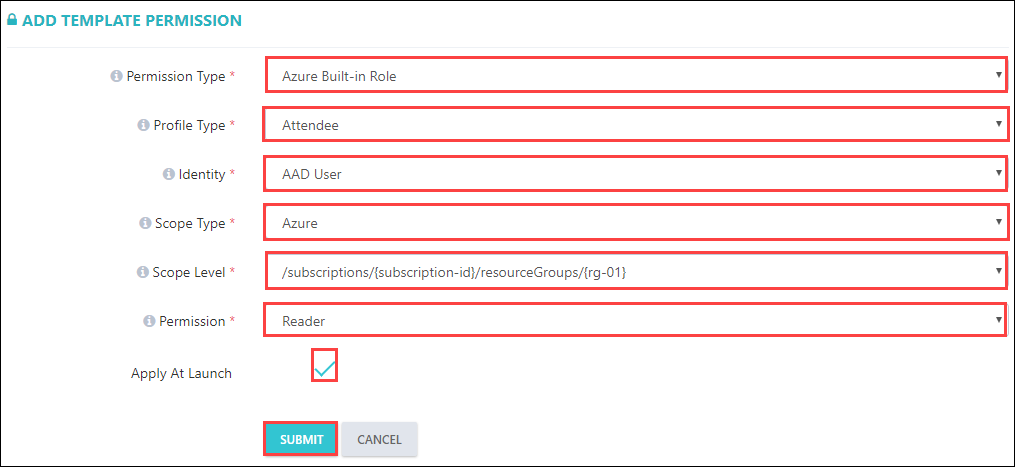 ADD TEMPLATE PERMISSION
Permission Type * Azure Built-in Role
Profile Type * Attendee
Identity * AAD User
Scope Type * Azure
Scope Level * /subscriptions/{subscription-id}/resourceGroups/{rg-01}
Permission * Reader
Apply At Launch
SUBMIT CANCEL